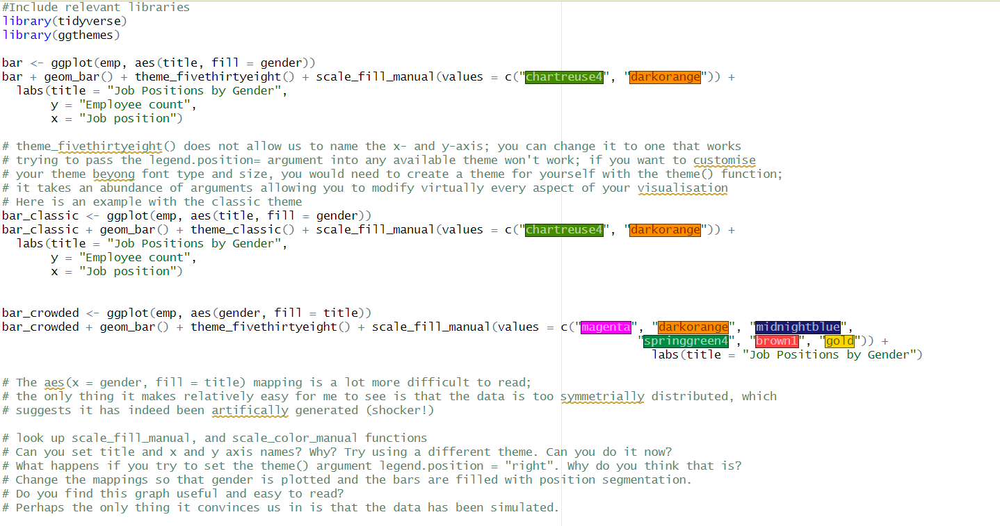 #Include relevant libraries
library(tidyverse)
library(ggthemes)
bar <- ggplot(emp, aes(title, fill = gender))
bar + geom_bar() + theme_fivethirtyeight() + scale_fill_manual(values = c("chartreuse4", "darkorange")) +
labs(title = "Job Positions by Gender",
y = "Employee count",
x = "Job position")
# theme_fivethirtyeight() does not allow us to name the x- and y-axis; you can change it to one that works
# trying to pass the legend.position= argument into any available theme won't work; if you want to customise
# your theme beyong font type and size, you would need to create a theme for yourself with the theme() function;
# it takes an abundance of arguments allowing you to modify virtually every aspect of your visualisation
# Here is an example with the classic theme
bar_classic <- ggplot(emp, aes(title, fill = gender))
bar_classic + geom_bar() + theme_classic() + scale_fill_manual(values = c("chartreuse4", "darkorange")) +
labs(title = "Job Positions by Gender",
y = "Employee count",
x = "Job position")
bar_crowded <- ggplot(emp, aes(gender, fill = title))
bar_crowded + geom_bar() + theme_fivethirtyeight() + scale_fill_manual(values = c("magenta", "darkorange", "midnightblue",
"springgreen4", "brown1", "gold")) +
labs(title = "Job Positions by Gender")
# The aes(x = gender, fill = title) mapping is a lot more difficult to read;
# the only thing it makes relatively easy for me to see is that the data is too symmetrially distributed, which
# suggests it has indeed been artifically generated (shocker!)
# look up scale_fill_manual, and scale_color_manual functions
# Can you set title and x and y axis names? Why? Try using a different theme. Can you do it now?
# What happens if you try to set the theme() argument legend.position = "right". Why do you think that is?
# Change the mappings so that gender is plotted and the bars are filled with position segmentation.
# Do you find this graph useful and easy to read?
# Perhaps the only thing it convinces us in is that the data has been simulated.